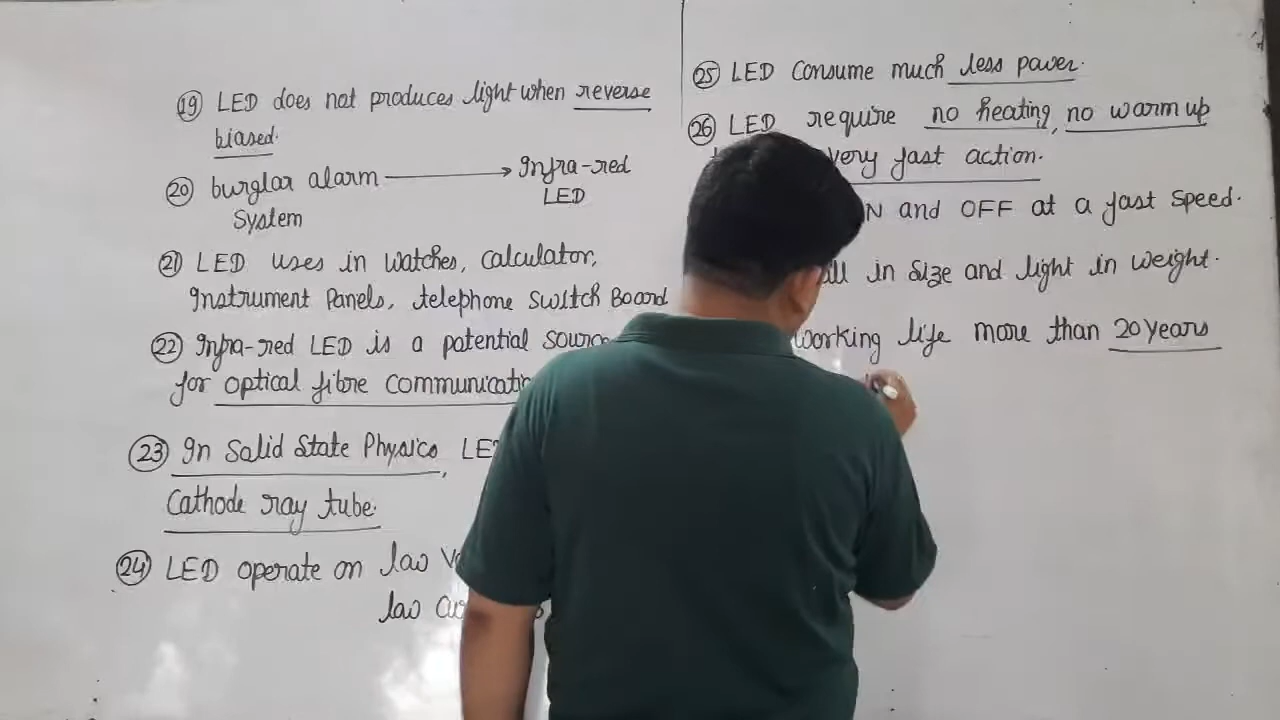 19 LED does not produces light when reverse
biased.
20 burglar alarm → Infra-red
System LED
21 LED uses in watches, calculator,
Instrument Panels, telephone switch Board
22 Infra-red LED is a potential source
for optical fibre communicatio
23 In Solid State Physics, LE
Cathode ray tube.
24 LED operate on low v
low
25 LED Consume much less power.
26 LED require no heating, no warm up
very fast action.
N and OFF at a fast Speed.
all in Size and light in weight.
working life more than 20 years